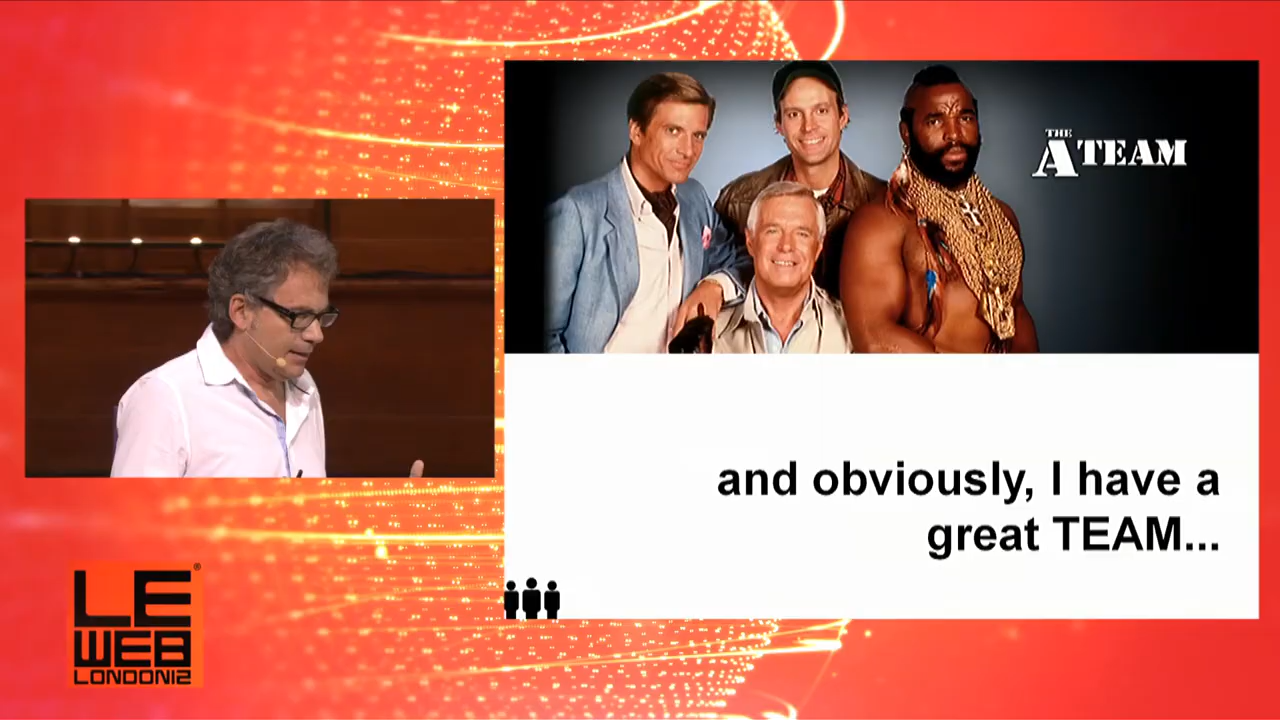 THE
A TEAM
and obviously, I have a
great TEAM...
LE
WEB
LONDON12
®